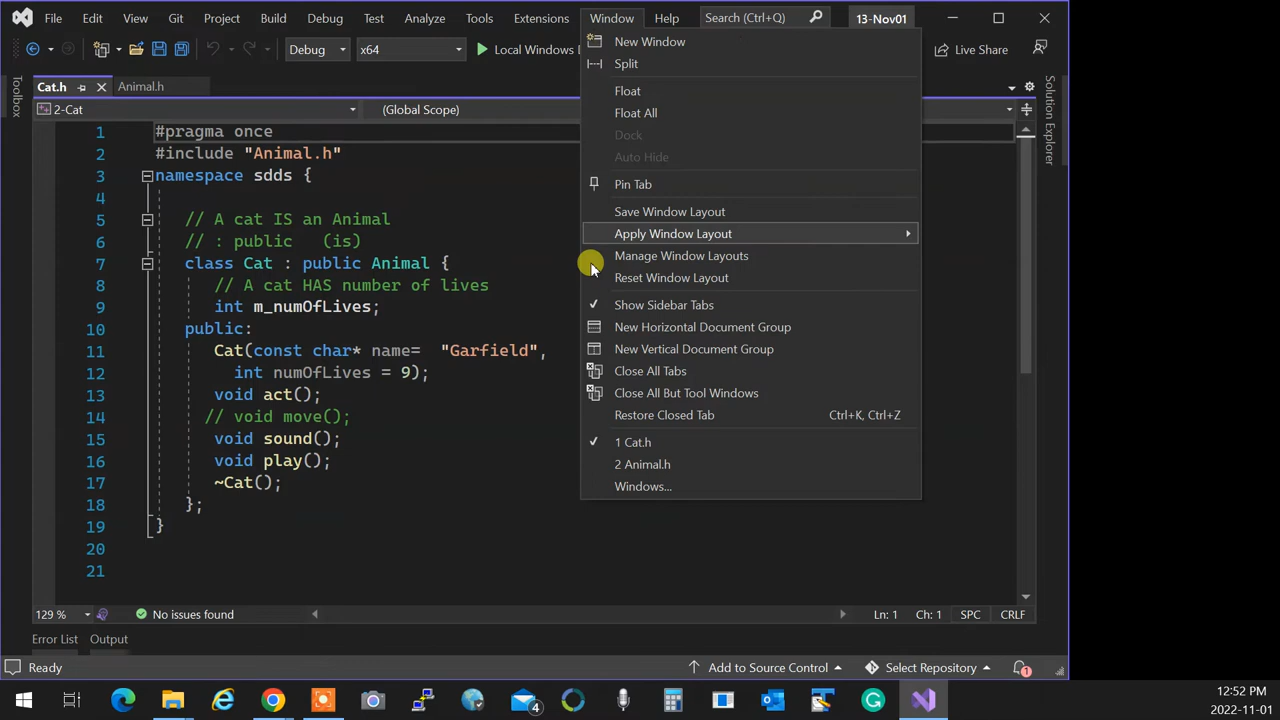 File Edit View Git Project Build Debug Test Analyze Tools Extensions Window Help Search (Ctrl+Q) 13-Nov01
Debug x64 Local Windows Live Share
Cat.h Animal.h
2-Cat (Global Scope)
Toolbox
Solution Explorer
1 #pragma once
2 #include "Animal.h"
3 namespace sdds {
4
5 // A cat IS an Animal
6 // : public (is)
7 class Cat : public Animal {
8 // A cat HAS number of lives
9 int m_numOfLives;
10 public:
11 Cat(const char* name= "Garfield",
12 int numOfLives = 9);
13 void act();
14 // void move();
15 void sound();
16 void play();
17 ~Cat();
18 };
19 }
20
21
New Window
Split
Float
Float All
Dock
Auto Hide
Pin Tab
Save Window Layout
Apply Window Layout
Manage Window Layouts
Reset Window Layout
Show Sidebar Tabs
New Horizontal Document Group
New Vertical Document Group
Close All Tabs
Close All But Tool Windows
Restore Closed Tab Ctrl+K, Ctrl+Z
1 Cat.h
2 Animal.h
Windows...
129 % No issues found Ln: 1 Ch: 1 SPC CRLF
Error List Output
Ready Add to Source Control Select Repository 1
4
12:52 PM
2022-11-01